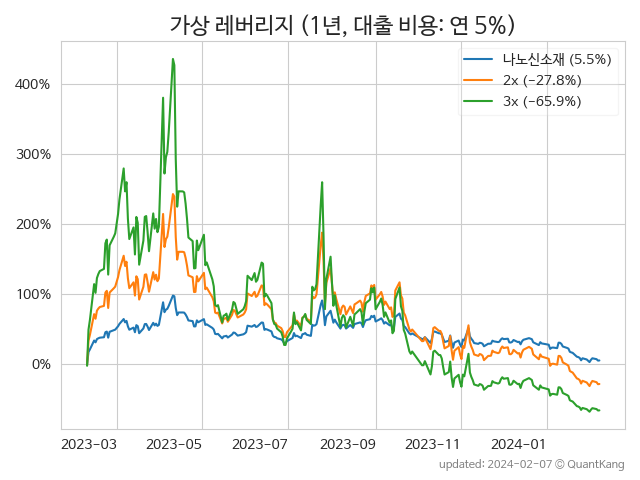 가상 레버리지 (1년, 대출 비용: 연 5%)
나노신소재 (5.5%)
2x (−27.8%)
3x (−65.9%)
400%
300%
200%
100%
0%
2023-03 2023-05 2023-07 2023-09 2023-11 2024-01
updated: 2024-02-07 © QuantKang